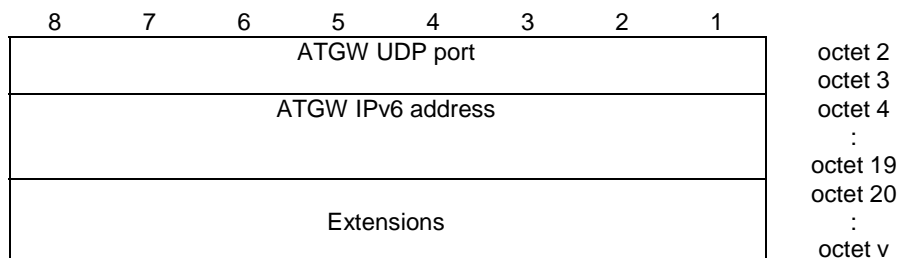 8 7 6 5 4 3 2 1
ATGW UDP port octet 2
octet 3
ATGW IPv6 address octet 4
:
octet 19
octet 20
Extensions :
octet v